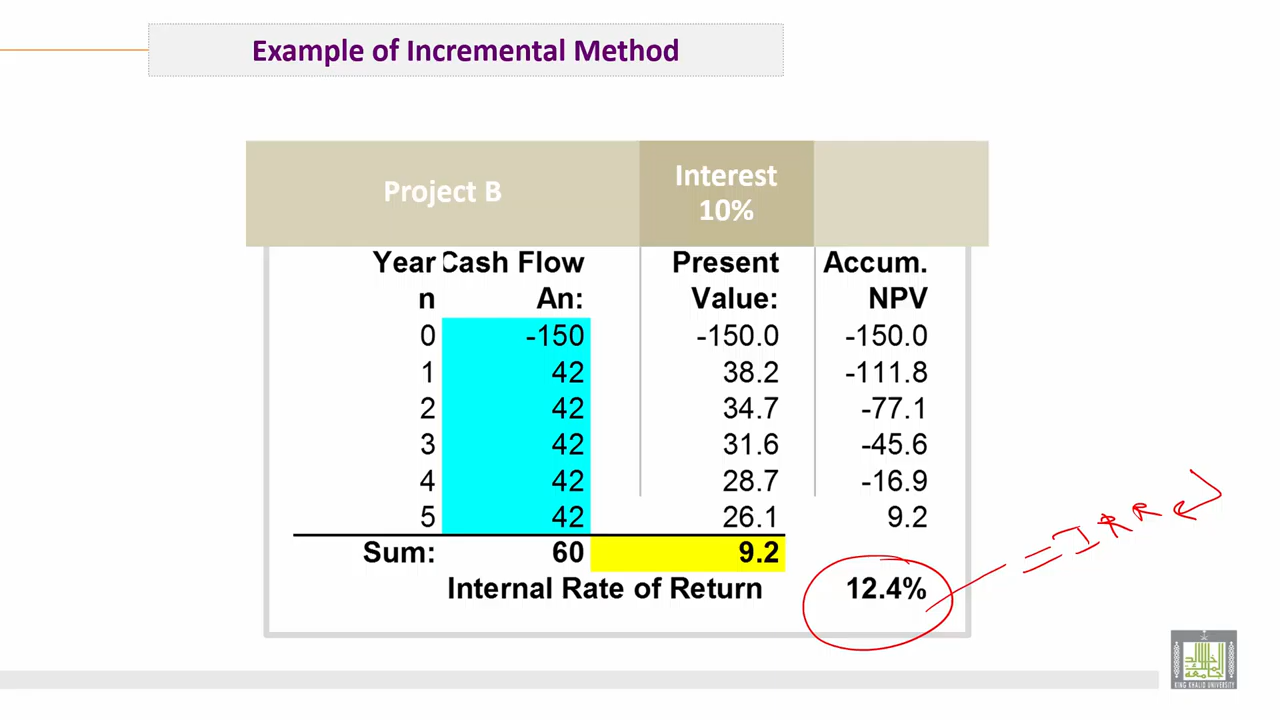 Example of Incremental Method
Project B
Interest
10%
Year Cash Flow Present Accum.
n An: Value: NPV
0 -150 -150.0 -150.0
1 42 38.2 -111.8
2 42 34.7 -77.1
3 42 31.6 -45.6
4 42 28.7 -16.9
5 42 26.1 9.2
Sum: 60 9.2
Internal Rate of Return 12.4%
= IRR
KING KHALID UNIVERSITY